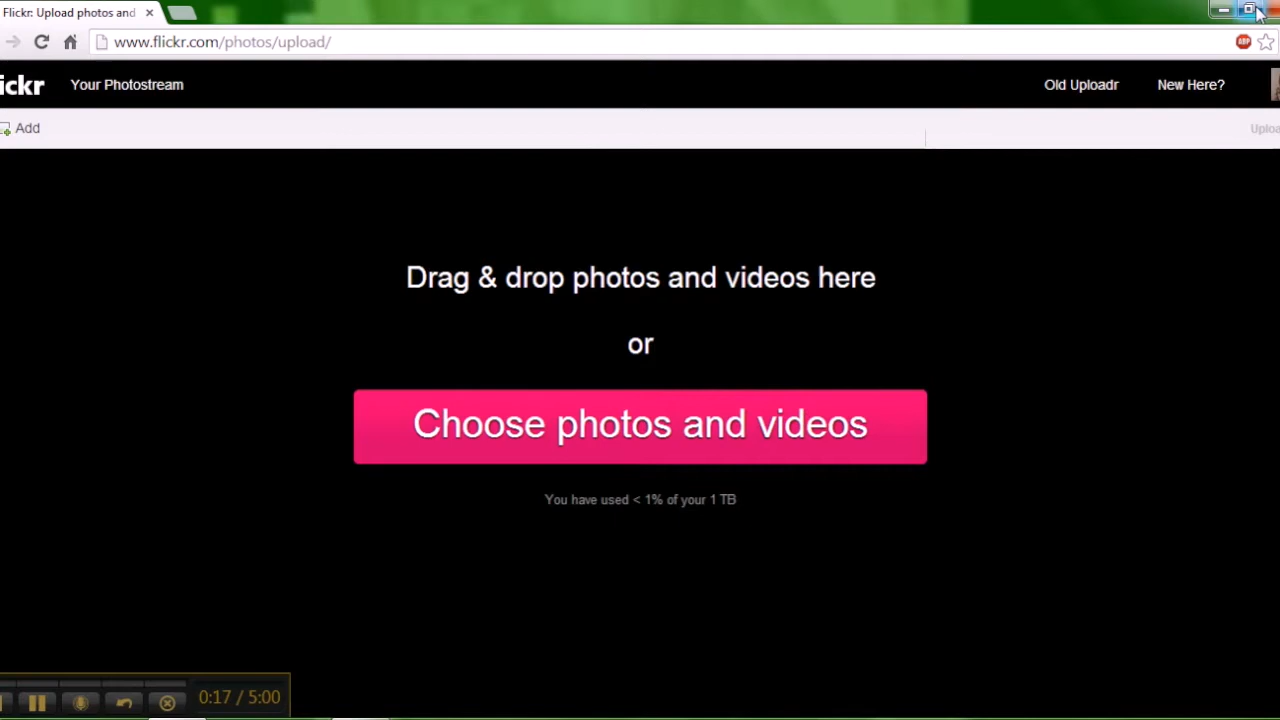 Flickr: Upload photos and
www.flickr.com/photos/upload/
ABP
ickr Your Photostream Old Uploadr New Here?
Add Uploa
Drag & drop photos and videos here
or
Choose photos and videos
You have used < 1% of your 1 TB
0:17 / 5:00